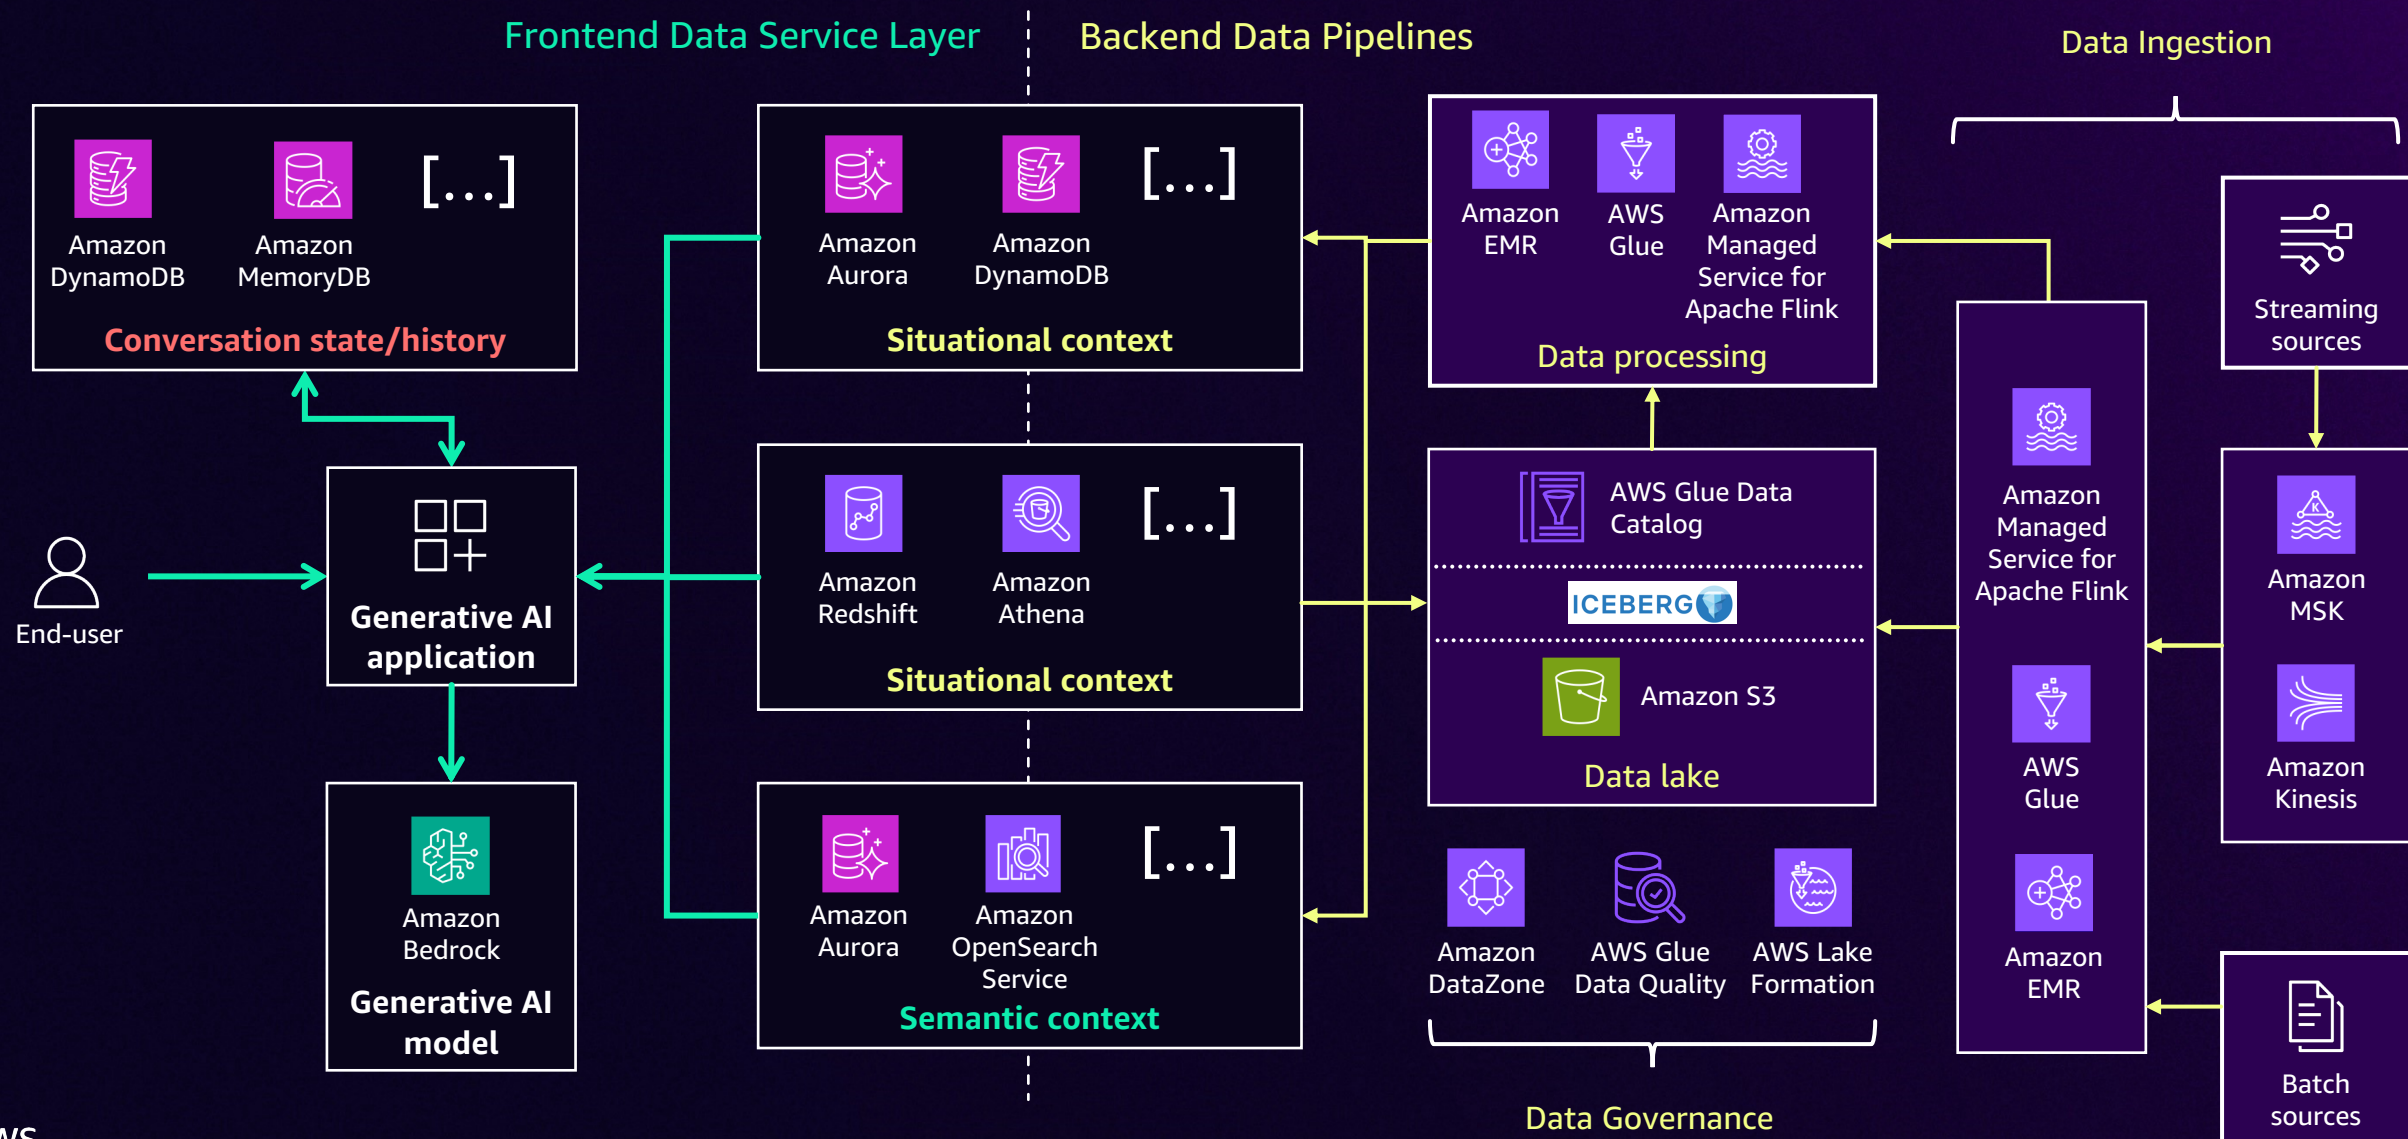 Frontend Data Service Layer
Backend Data Pipelines
Data Ingestion
Amazon
DynamoDB
Amazon
MemoryDB
[...]
Conversation state/history
Amazon
Aurora
Amazon
DynamoDB
[...]
Situational context
Amazon
EMR
AWS
Glue
Amazon
Managed
Service for
Apache Flink
Data processing
Streaming
sources
End-user
Generative AI
application
Amazon
Redshift
Amazon
Athena
[...]
Situational context
AWS Glue Data
Catalog
ICEBERG
Amazon S3
Data lake
Amazon
Managed
Service for
Apache Flink
AWS
Glue
Amazon
EMR
K
Amazon
MSK
Amazon
Kinesis
Amazon
Bedrock
Generative AI
model
Amazon
Aurora
Amazon
OpenSearch
Service
[...]
Semantic context
Amazon
DataZone
AWS Glue
Data Quality
AWS Lake
Formation
Data Governance
Batch
sources